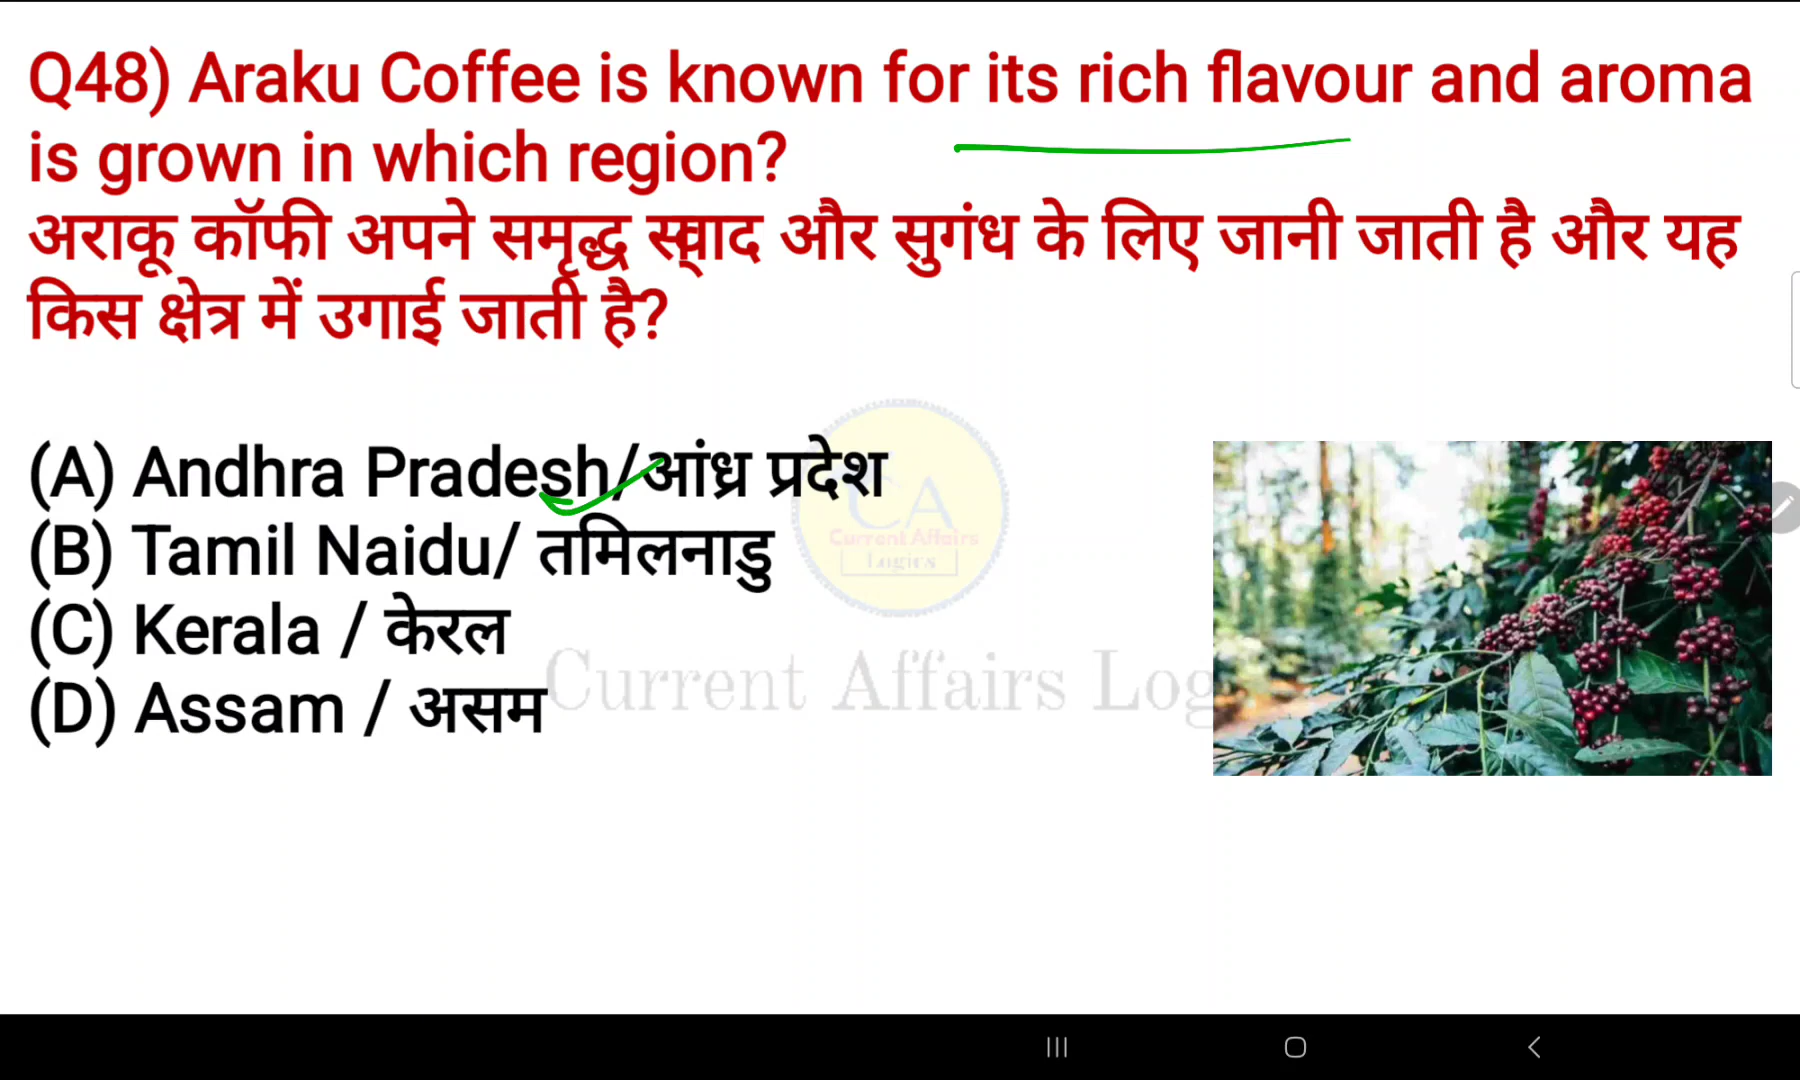 Q48) Araku Coffee is known for its rich flavour and aroma
is grown in which region?
अराकू कॉफी अपने समृद्ध स्वाद और सुगंध के लिए जानी जाती है और यह
किस क्षेत्र में उगाई जाती है?
(A) Andhra Pradesh/आंध्र प्रदेश
(B) Tamil Naidu/ तमिलनाडु
(C) Kerala / केरल
(D) Assam / असम
CA
Current Affairs
Logics
Current Affairs Log